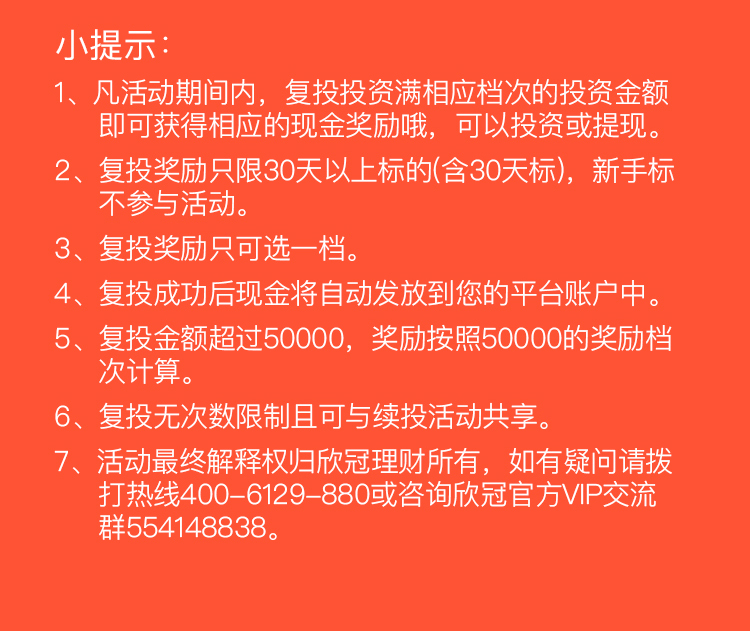 小提示：
1、凡活动期间内，复投投资满相应档次的投资金额
即可获得相应的现金奖励哦，可以投资或提现。
2、复投奖励只限30天以上标的(含30天标)，新手标
不参与活动。
3、复投奖励只可选一档。
4、复投成功后现金将自动发放到您的平台账户中。
5、复投金额超过50000，奖励按照50000的奖励档
次计算。
6、复投无次数限制且可与续投活动共享。
7、活动最终解释权归欣冠理财所有，如有疑问请拨
打热线400-6129-880或咨询欣冠官方VIP交流
群554148838。